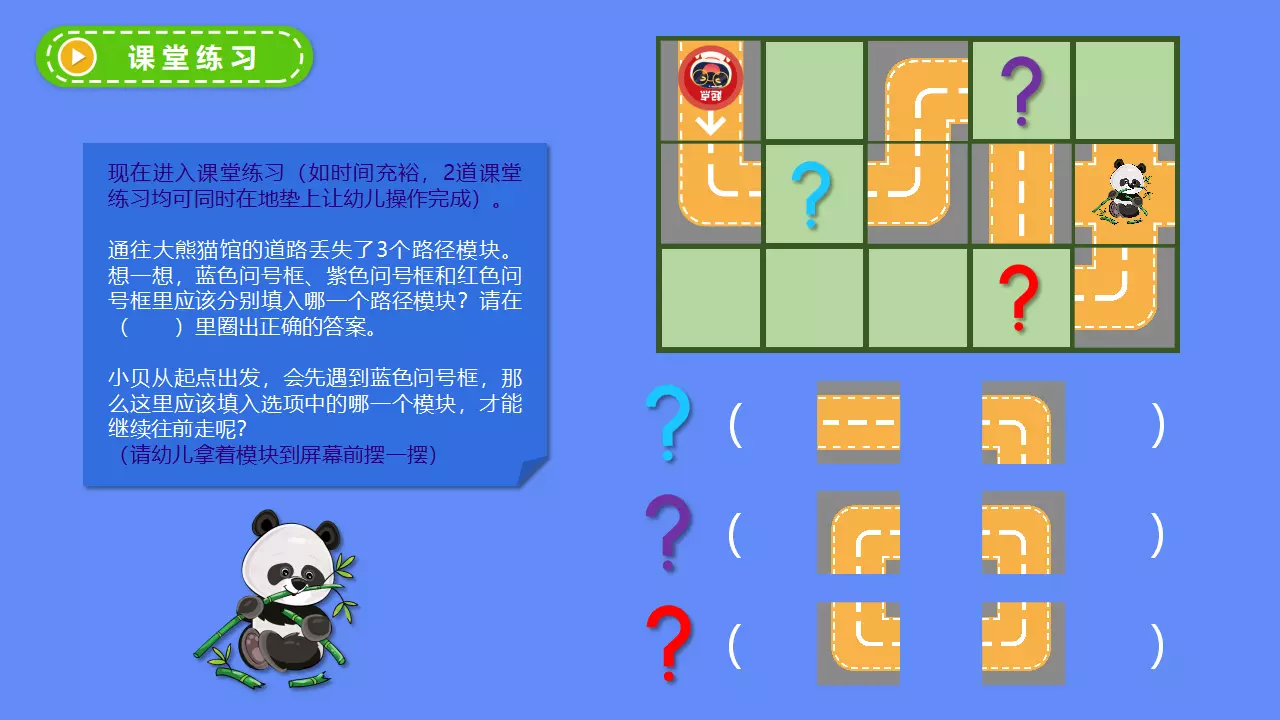 课堂练习
现在进入课堂练习（如时间充裕，2道课堂
练习均可同时在地垫上让幼儿操作完成）。
通往大熊猫馆的道路丢失了3个路径模块。
想一想，蓝色问号框、紫色问号框和红色问
号框里应该分别填入哪一个路径模块？请在
（　　）里圈出正确的答案。
小贝从起点出发，会先遇到蓝色问号框，那
么这里应该填入选项中的哪一个模块，才能
继续往前走呢？
（请幼儿拿着模块到屏幕前摆一摆）
起点
?
?
?
? (　　)
? (　　)
? (　　)